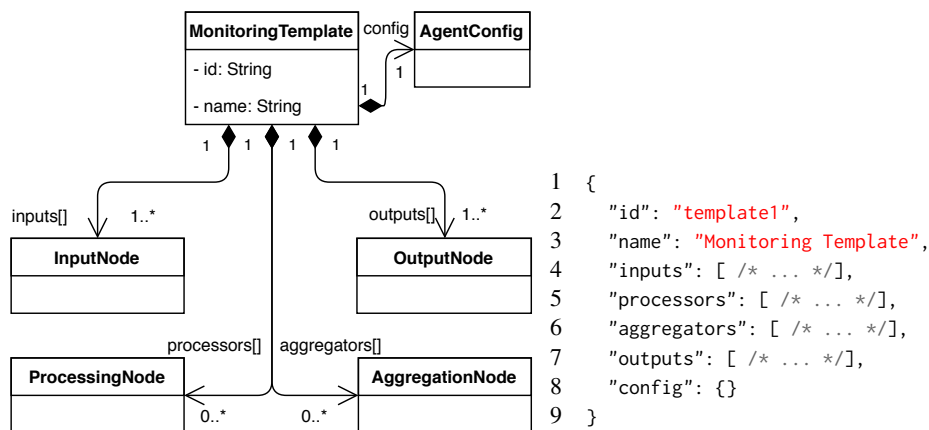 MonitoringTemplate
- id: String
- name: String
config
AgentConfig
1
1
1
1
1
1
inputs[]
1..*
outputs[]
1..*
InputNode
OutputNode
processors[]
aggregators[]
ProcessingNode
AggregationNode
0..*
0..*
1 {
2 "id": "template1",
3 "name": "Monitoring Template",
4 "inputs": [ /* ... */],
5 "processors": [ /* ... */],
6 "aggregators": [ /* ... */],
7 "outputs": [ /* ... */],
8 "config": {}
9 }